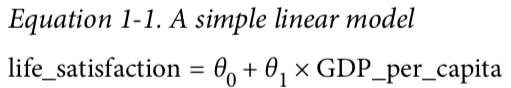 Equation 1-1. A simple linear model
life_satisfaction = θ₀ + θ₁ × GDP_per_capita